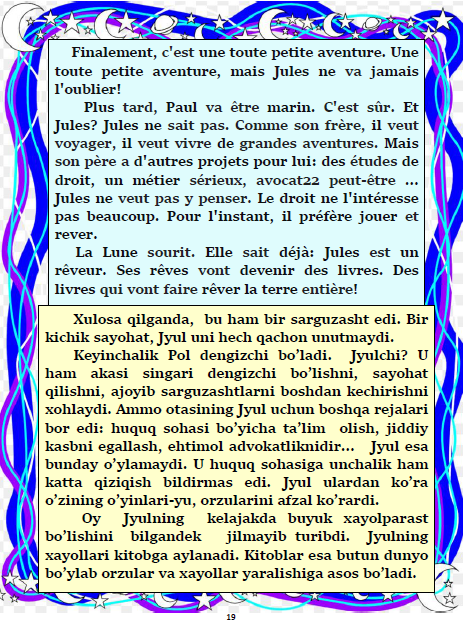 Finalement, c'est une toute petite aventure. Une
toute petite aventure, mais Jules ne va jamais
l'oublier!
Plus tard, Paul va être marin. C'est sûr. Et
Jules? Jules ne sait pas. Comme son frère, il veut
voyager, il veut vivre de grandes aventures. Mais
son père a d'autres projets pour lui: des études de
droit, un métier sérieux, avocat22 peut-être ...
Jules ne veut pas y penser. Le droit ne l'intéresse
pas beaucoup. Pour l'instant, il préfère jouer et
rever.
La Lune sourit. Elle sait déjà: Jules est un
rêveur. Ses rêves vont devenir des livres. Des
livres qui vont faire rêver la terre entière!
Xulosa qilganda, bu ham bir sarguzasht edi. Bir
kichik sayohat, Jyul uni hech qachon unutmaydi.
Keyinchalik Pol dengizchi bo'ladi. Jyulchi? U
ham akasi singari dengizchi bo'lishni, sayohat
qilishni, ajoyib sarguzashtlarni boshdan kechirishni
xohlaydi. Ammo otasining Jyul uchun boshqa rejalari
bor edi: huquq sohasi bo'yicha ta'lim olish, jiddiy
kasbni egallash, ehtimol advokatliknidir... Jyul esa
bunday o'ylamaydi. U huquq sohasiga unchalik ham
katta qiziqish bildirmas edi. Jyul ulardan ko'ra
o'zining o'yinlari-yu, orzularini afzal ko'rardi.
Oy Jyulning kelajakda buyuk xayolparast
bo'lishini bilgandek jilmayib turibdi. Jyulning
xayollari kitobga aylanadi. Kitoblar esa butun dunyo
bo'ylab orzular va xayollar yaralishiga asos bo'ladi.
19